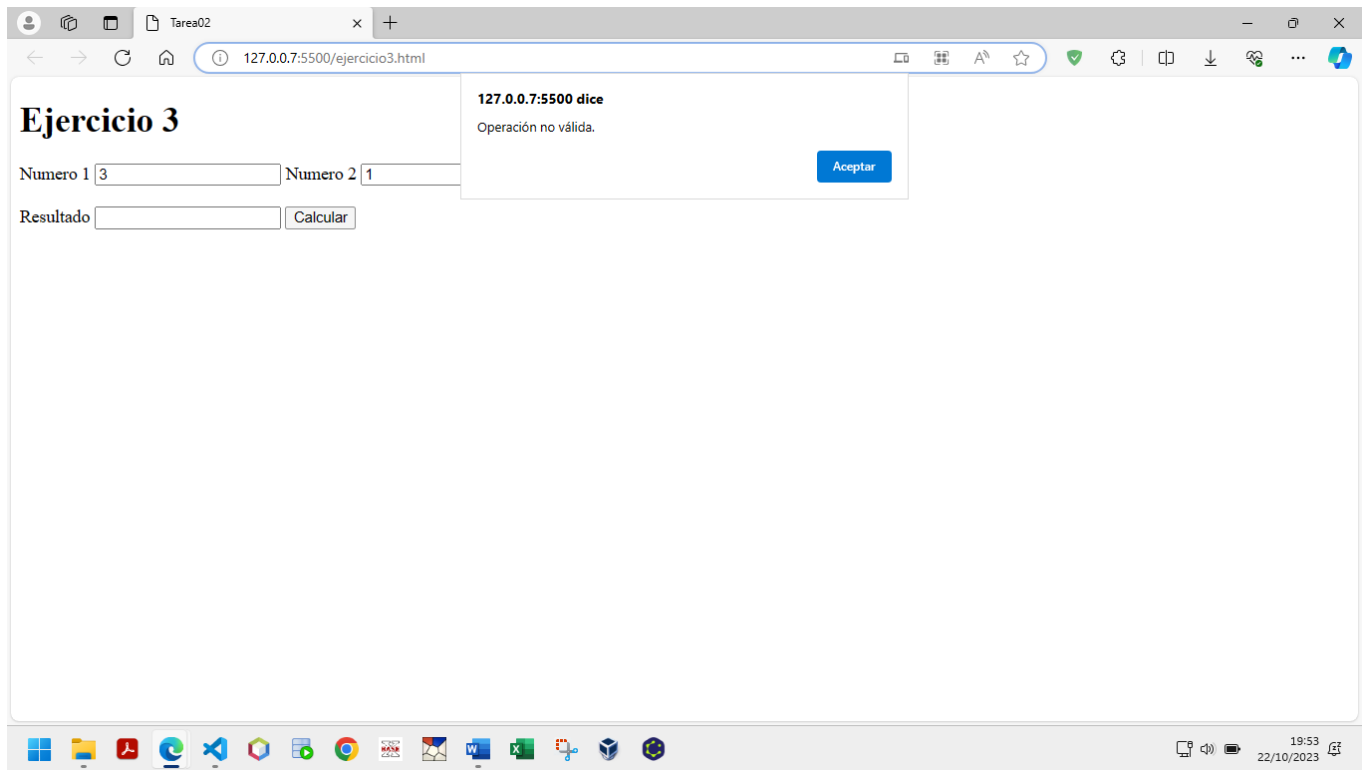 Tarea02
127.0.0.7:5500/ejercicio3.html
127.0.0.7:5500 dice
Operación no válida.
Aceptar
Ejercicio 3
Numero 1 3 Numero 2 1
Resultado Calcular
19:53
22/10/2023